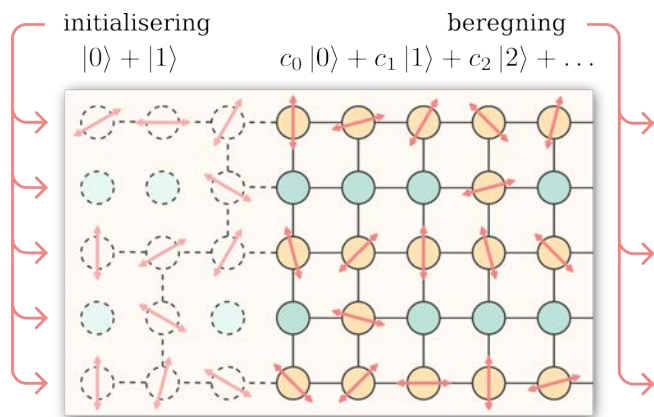 initialisering
beregning
|0⟩ + |1⟩
c₀ |0⟩ + c₁ |1⟩ + c₂ |2⟩ + ...